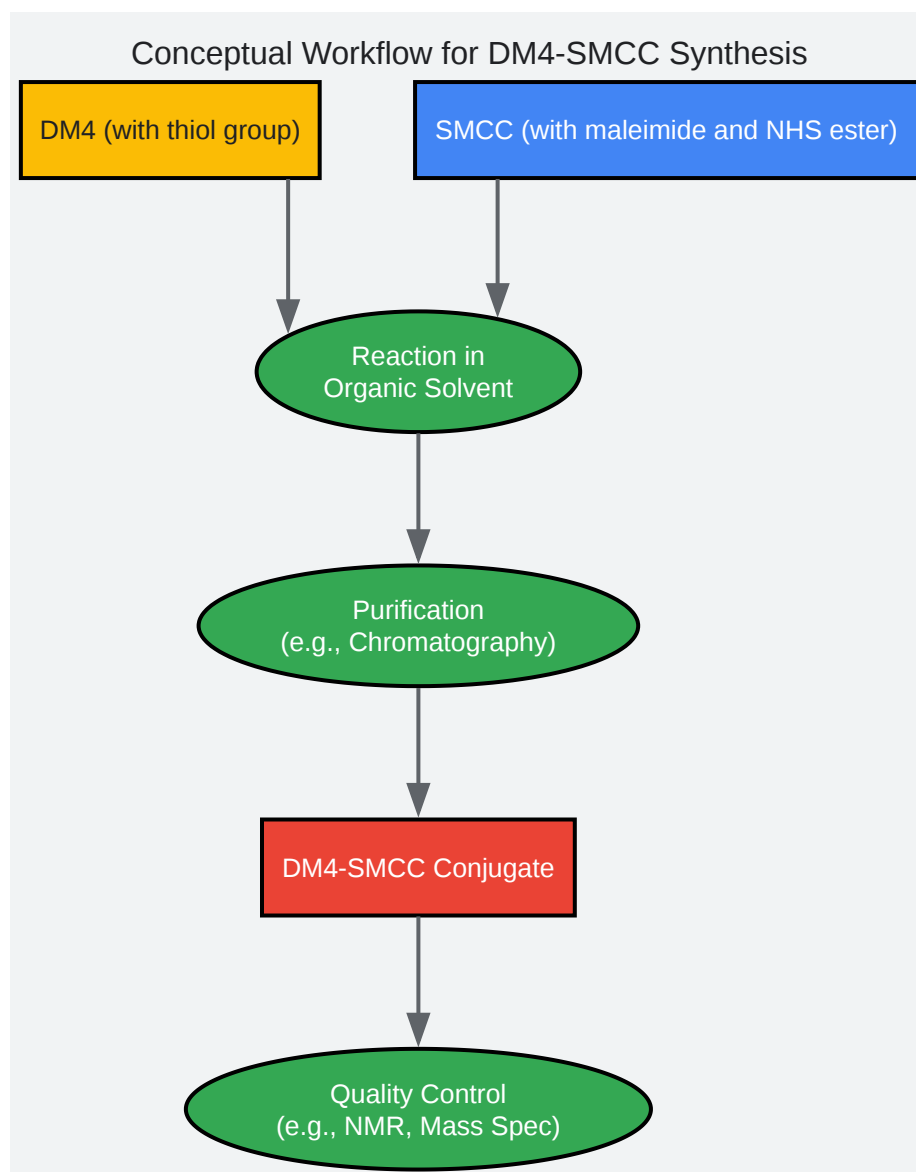 Conceptual Workflow for DM4-SMCC Synthesis
DM4 (with thiol group)
SMCC (with maleimide and NHS ester)
Reaction in
Organic Solvent
Purification
(e.g., Chromatography)
DM4-SMCC Conjugate
Quality Control
(e.g., NMR, Mass Spec)